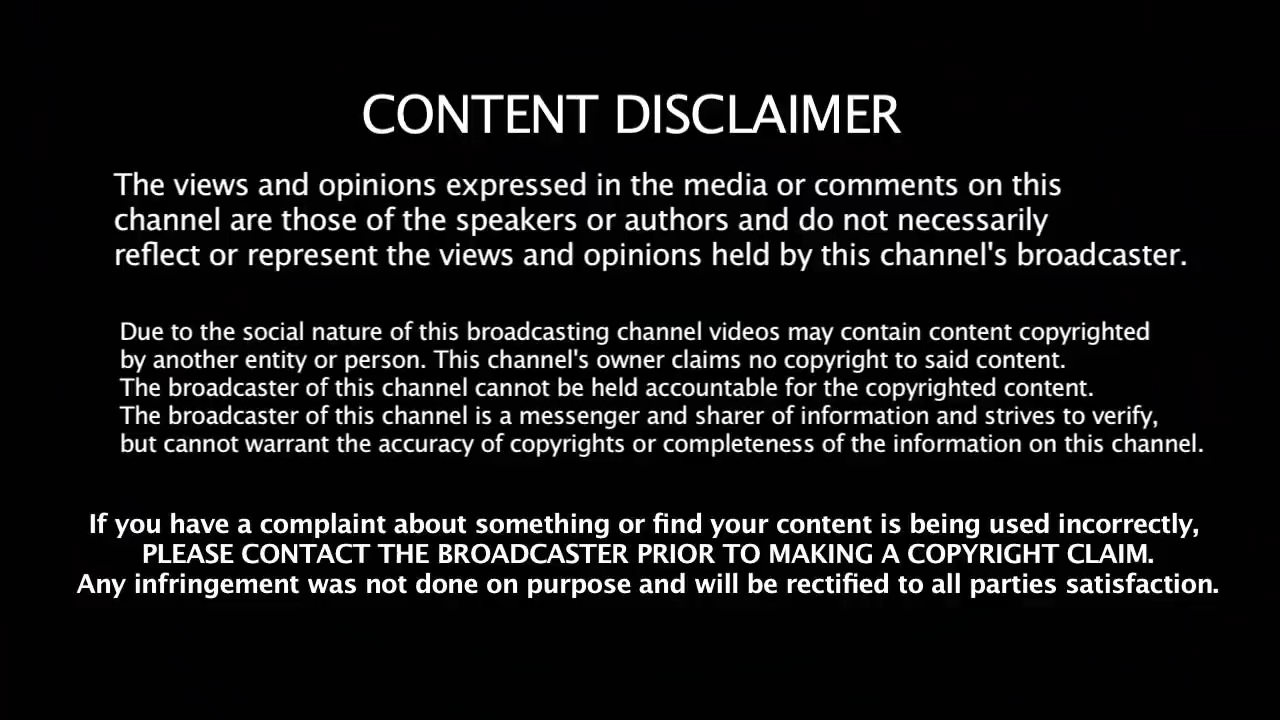 CONTENT DISCLAIMER
The views and opinions expressed in the media or comments on this
channel are those of the speakers or authors and do not necessarily
reflect or represent the views and opinions held by this channel's broadcaster.
Due to the social nature of this broadcasting channel videos may contain content copyrighted
by another entity or person. This channel's owner claims no copyright to said content.
The broadcaster of this channel cannot be held accountable for the copyrighted content.
The broadcaster of this channel is a messenger and sharer of information and strives to verify,
but cannot warrant the accuracy of copyrights or completeness of the information on this channel.
If you have a complaint about something or find your content is being used incorrectly,
PLEASE CONTACT THE BROADCASTER PRIOR TO MAKING A COPYRIGHT CLAIM.
Any infringement was not done on purpose and will be rectified to all parties satisfaction.